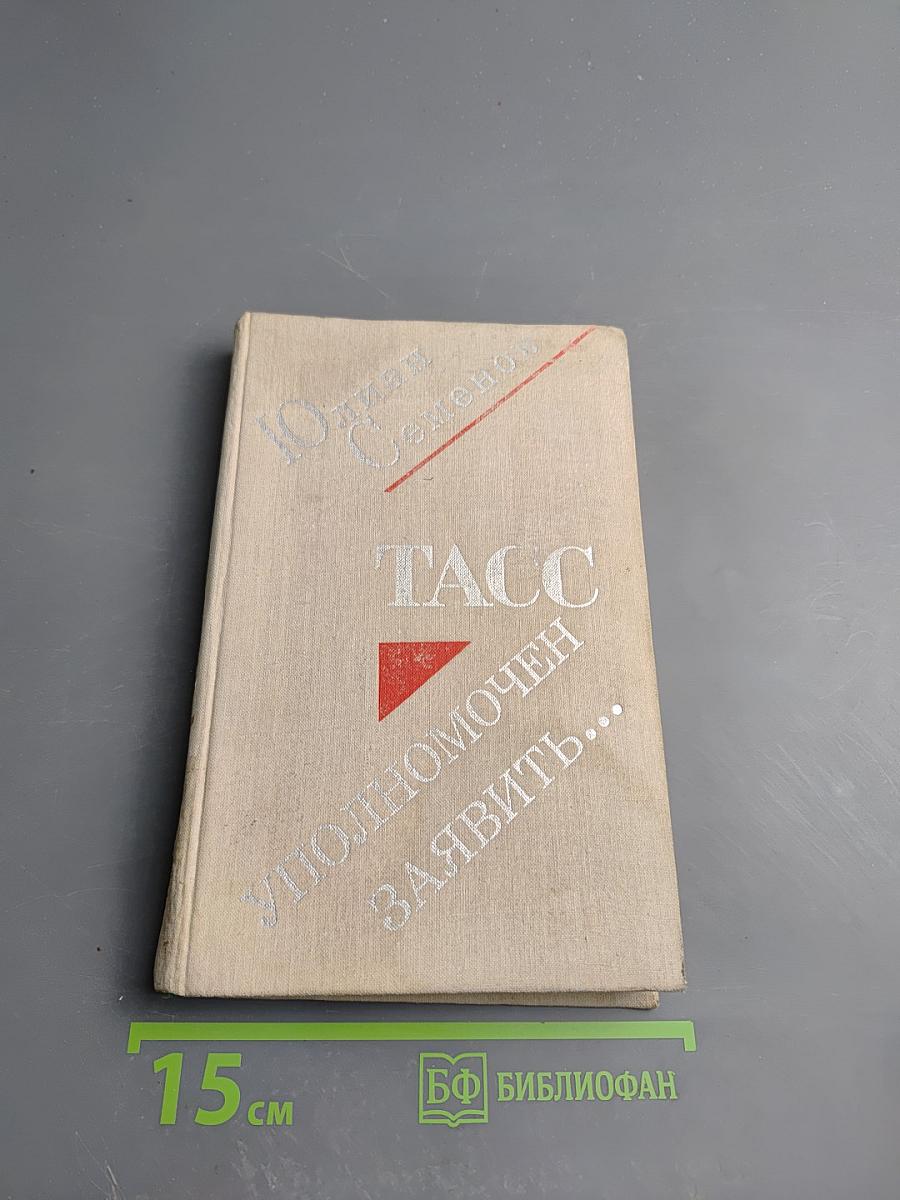 Юлиан
Семенов
ТАСС
УПОЛНОМОЧЕН
ЗАЯВИТЬ...
15 см
БФ БИБЛИОФАН